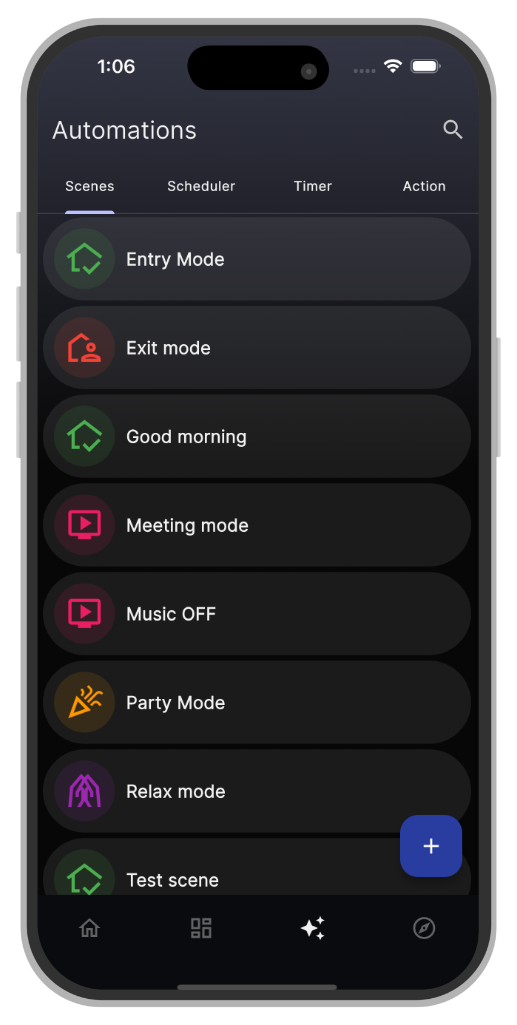 1:06
Automations
Scenes Scheduler Timer Action
Entry Mode
Exit mode
Good morning
Meeting mode
Music OFF
Party Mode
Relax mode
Test scene